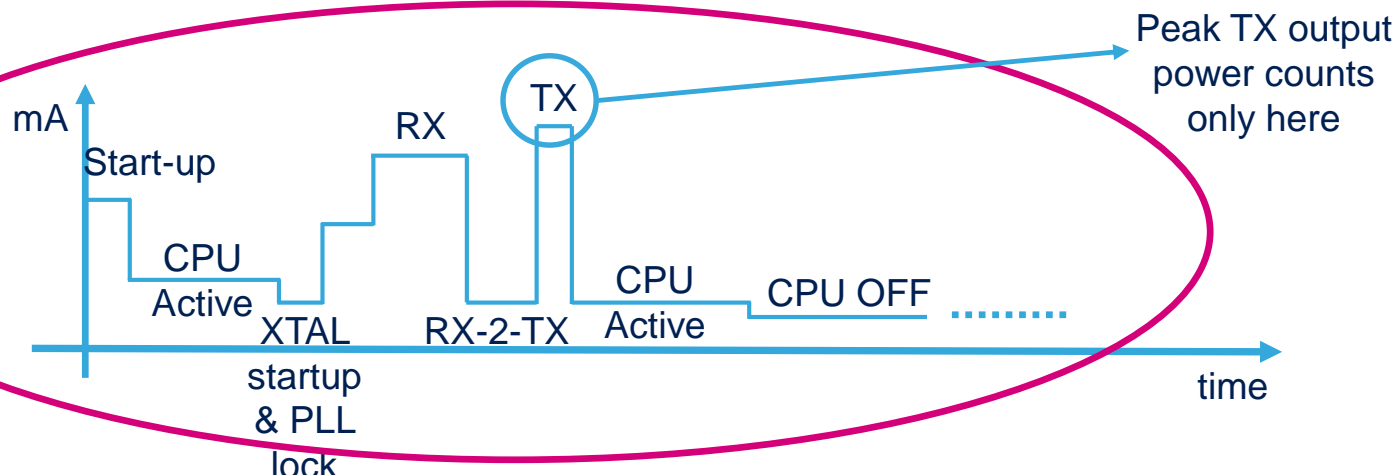 Peak TX output
power counts
only here
mA
TX
RX
Start-up
CPU
Active
XTAL
startup
& PLL
lock
RX-2-TX
CPU
Active
CPU OFF
time